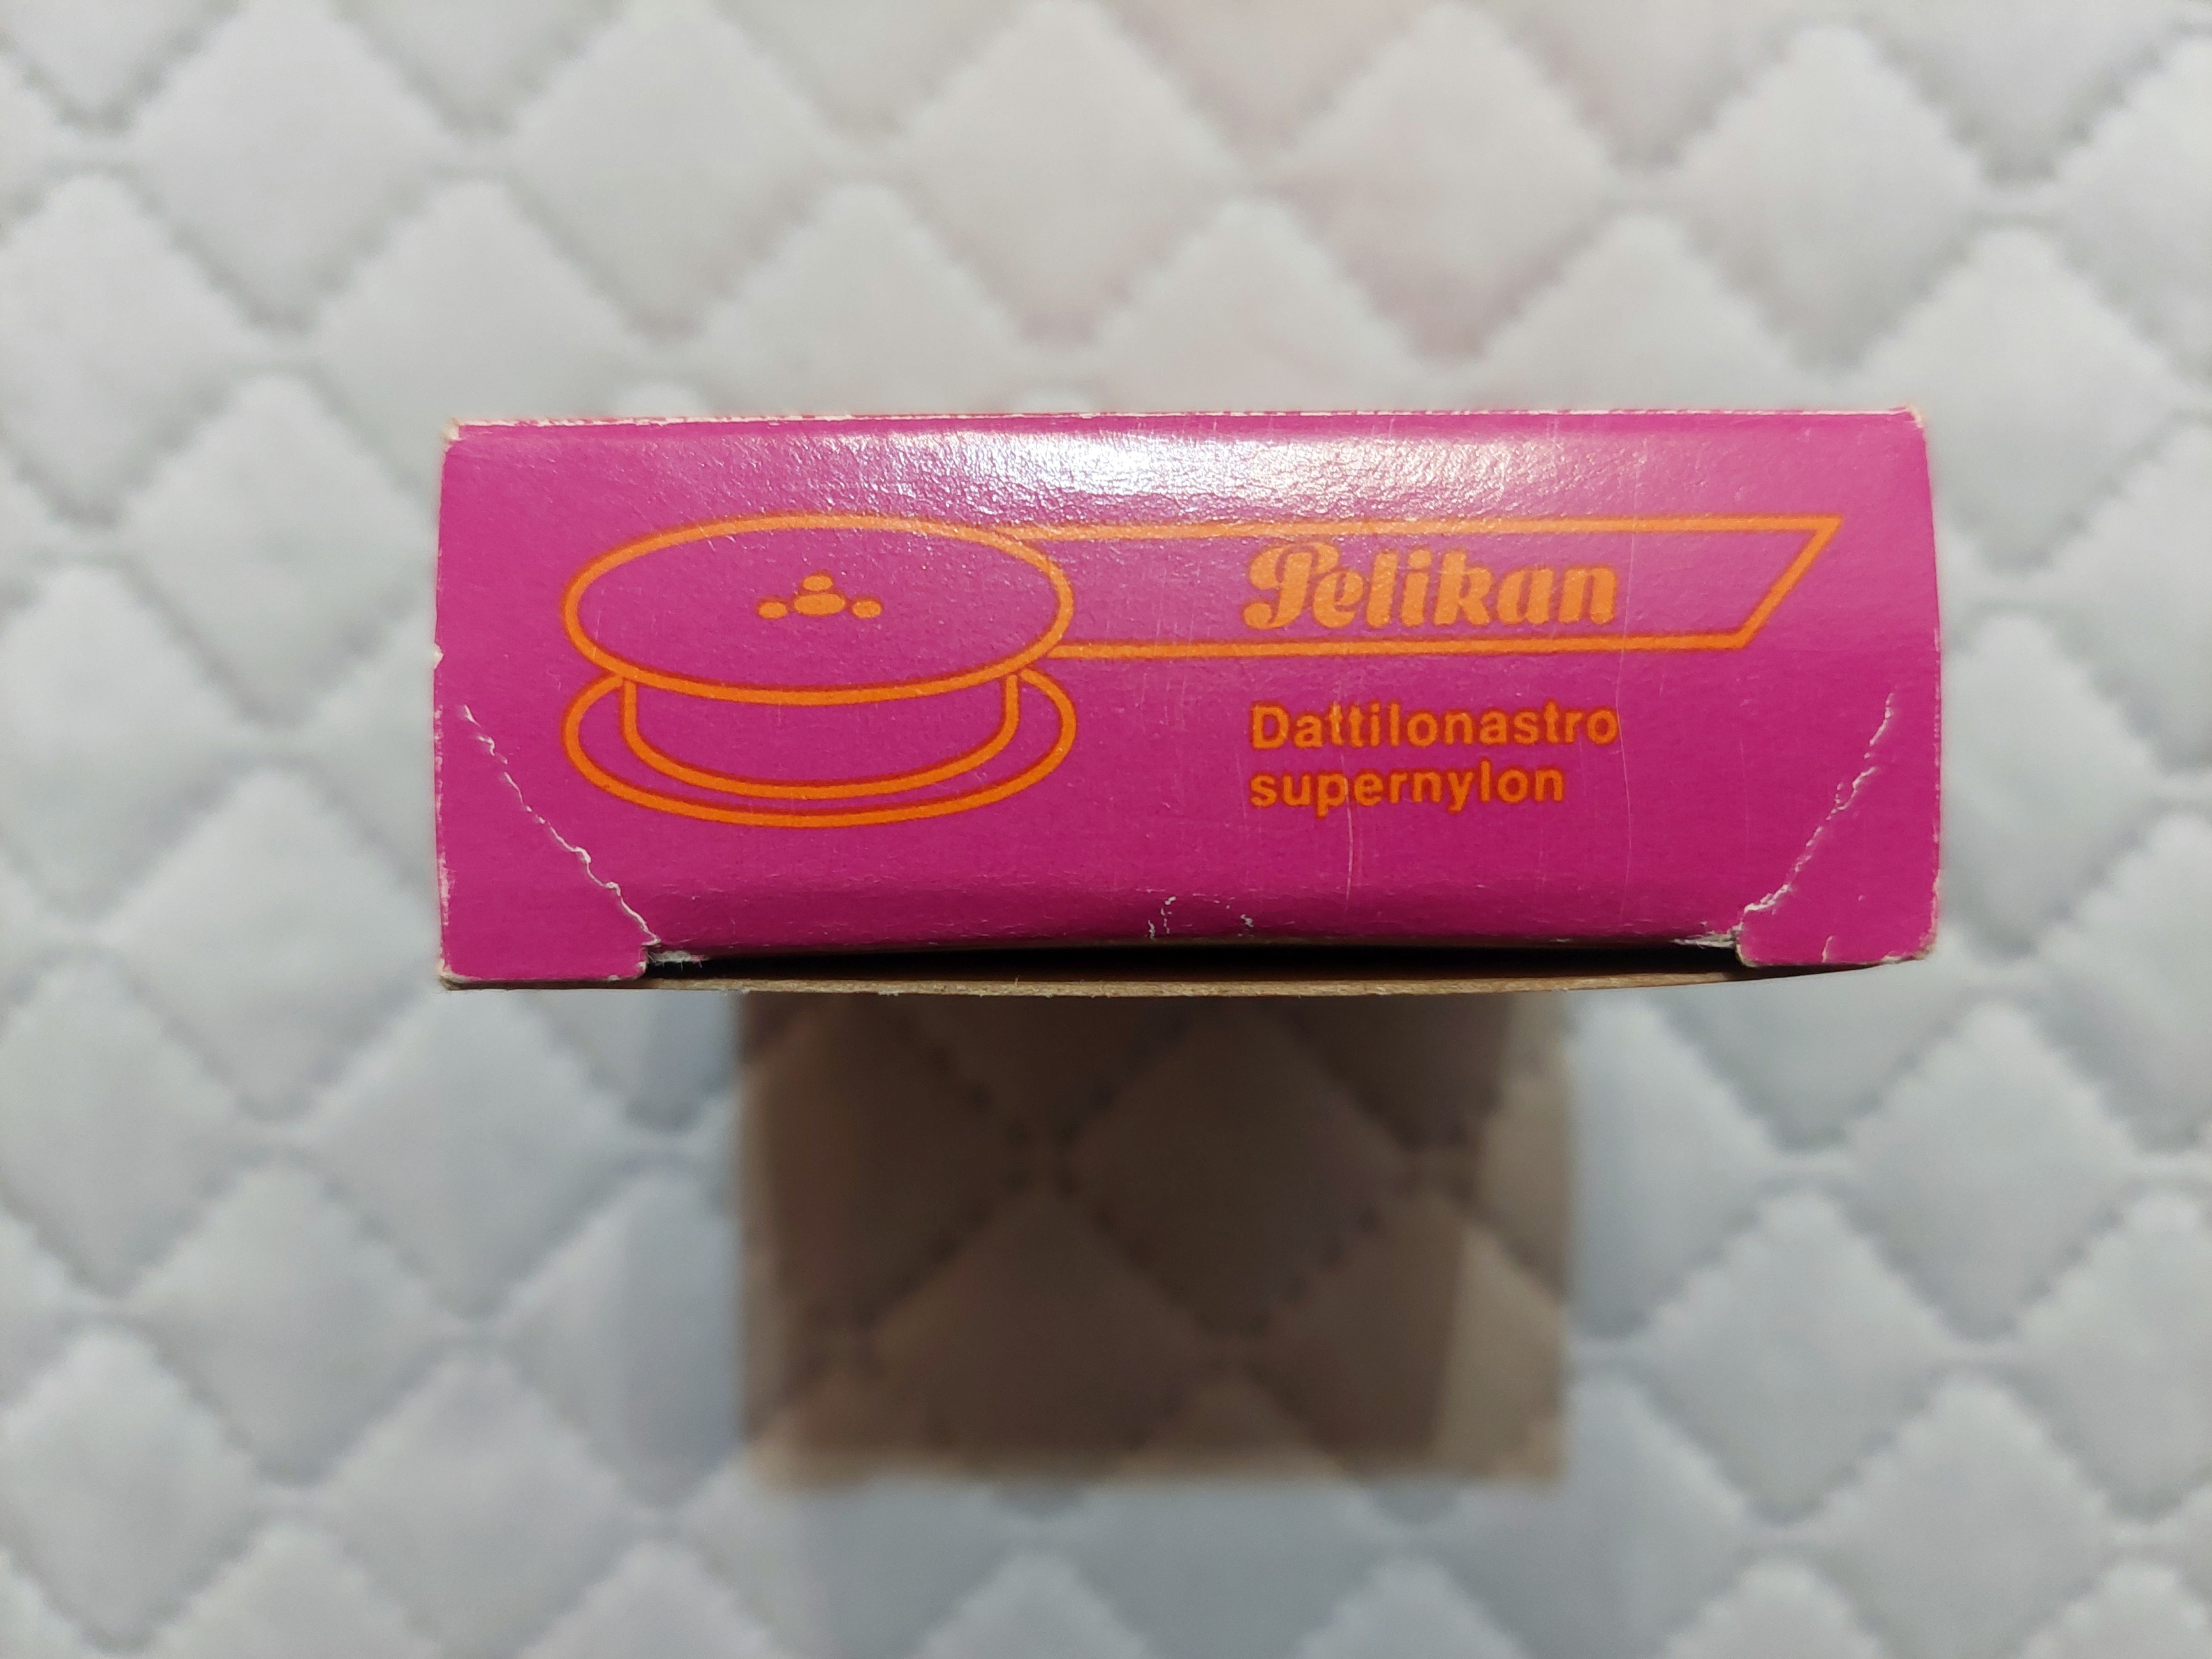 Pelikan
Dattilonastro
supernylon